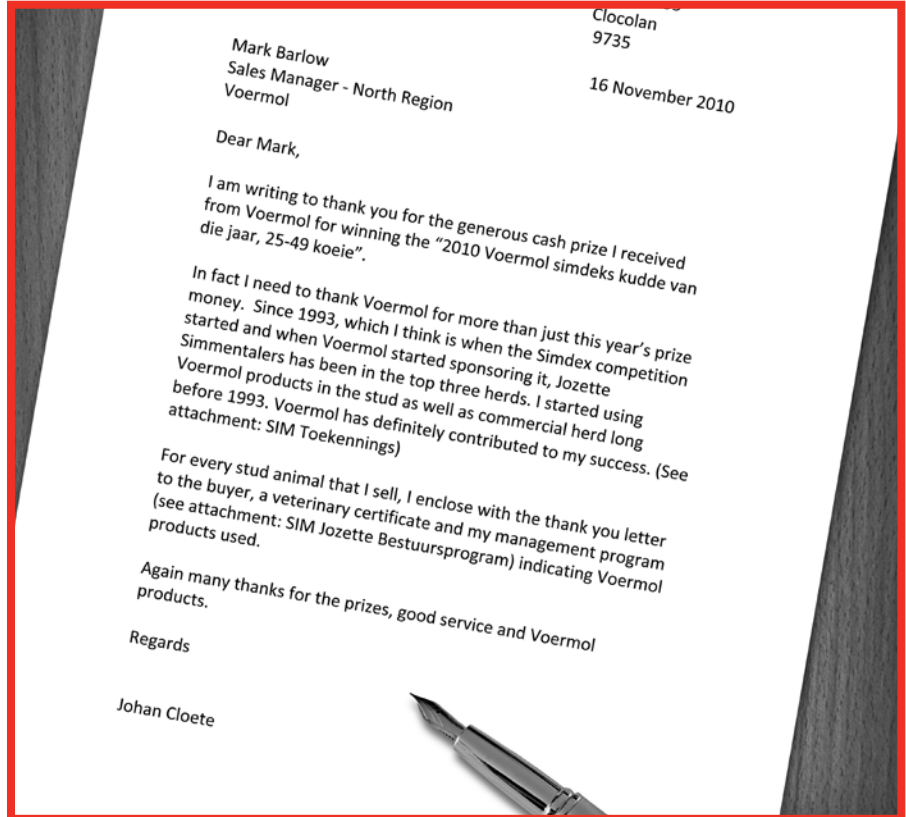 Clocolan
9735
16 November 2010
Mark Barlow
Sales Manager - North Region
Voermol
Dear Mark,
I am writing to thank you for the generous cash prize I received
from Voermol for winning the “2010 Voermol simdeks kudde van
die jaar, 25-49 koeie”.
In fact I need to thank Voermol for more than just this year’s prize
money.  Since 1993, which I think is when the Simdex competition
started and when Voermol started sponsoring it, Jozette
Simmentalers has been in the top three herds. I started using
Voermol products in the stud as well as commercial herd long
before 1993. Voermol has definitely contributed to my success. (See
attachment: SIM Toekennings)
For every stud animal that I sell, I enclose with the thank you letter
to the buyer, a veterinary certificate and my management program
(see attachment: SIM Jozette Bestuursprogram) indicating Voermol
products used.
Again many thanks for the prizes, good service and Voermol
products.
Regards
Johan Cloete